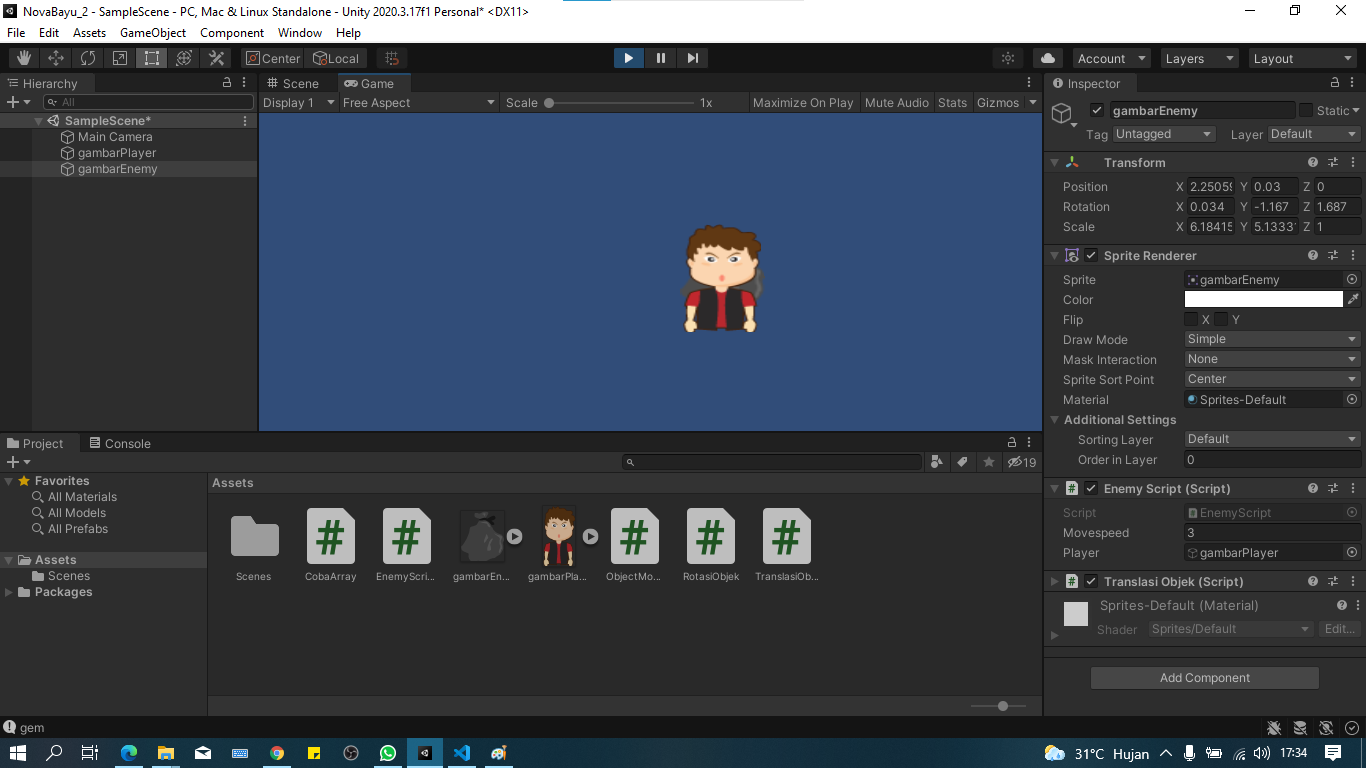 NovaBayu_2 - SampleScene - PC, Mac & Linux Standalone - Unity 2020.3.17f1 Personal* <DX11>
File Edit Assets GameObject Component Window Help
Center Local
Account Layers Layout
Hierarchy
All
SampleScene*
Main Camera
gambarPlayer
gambarEnemy
Scene Game
Display 1 Free Aspect Scale 1x Maximize On Play Mute Audio Stats Gizmos
Inspector
gambarEnemy Static
Tag Untagged Layer Default
Transform
Position X 2.25059 Y 0.03 Z 0
Rotation X 0.034 Y -1.167 Z 1.687
Scale X 6.18415 Y 5.1333 Z 1
Sprite Renderer
Sprite gambarEnemy
Color
Flip X Y
Draw Mode Simple
Mask Interaction None
Sprite Sort Point Center
Material Sprites-Default
Additional Settings
Sorting Layer Default
Order in Layer 0
Enemy Script (Script)
Script EnemyScript
Movespeed 3
Player gambarPlayer
Translasi Objek (Script)
Sprites-Default (Material)
Shader Sprites/Default Edit...
Add Component
Project Console
19
Favorites
All Materials
All Models
All Prefabs
Assets
Scenes
Packages
Assets
Scenes CobaArray EnemyScri... gambarEn... gambarPla... ObjectMo... RotasiObjek TranslasiOb...
gem
31°C Hujan 17:34